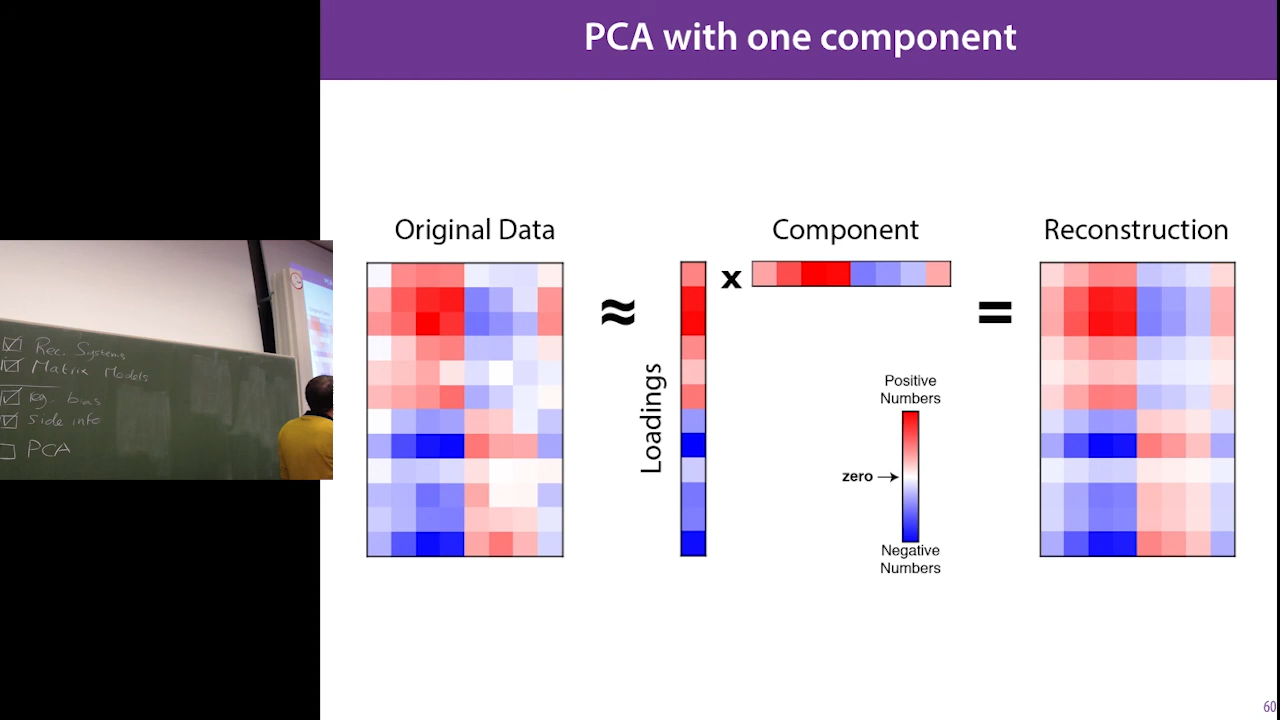 PCA with one component
Original Data
≈
Loadings
x
Component
=
Reconstruction
Positive
Numbers
zero →
Negative
Numbers
60
Rec. Systems
Matrix Models
bias
Side info
PCA